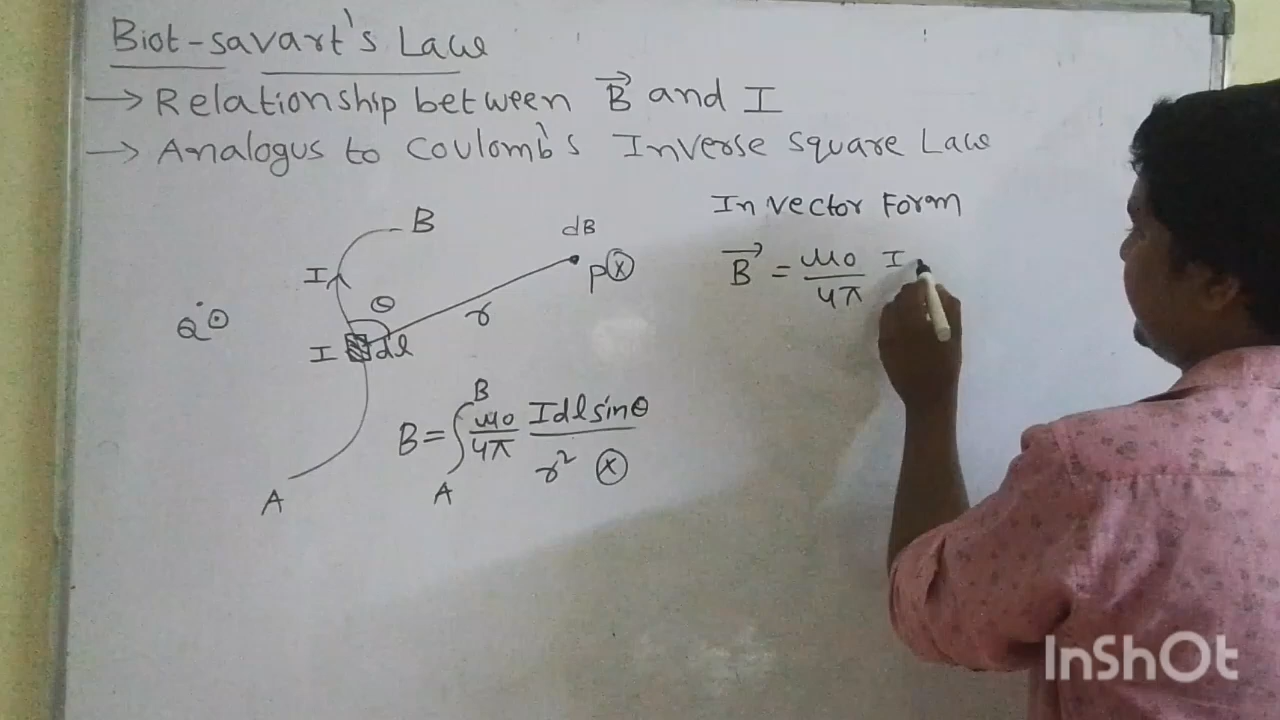 Biot-savart's Law
→ Relationship between B⃗ and I
→ Analogus to Coulomb's Inverse square Law
In vector Form
B⃗ = μ0/4π I
B
dB
I
P ⊗
θ
r
Q ⊙
I dl
B = ∫ μ0/4π Idl sinθ/r² ⊗
B
A
A
InShOt